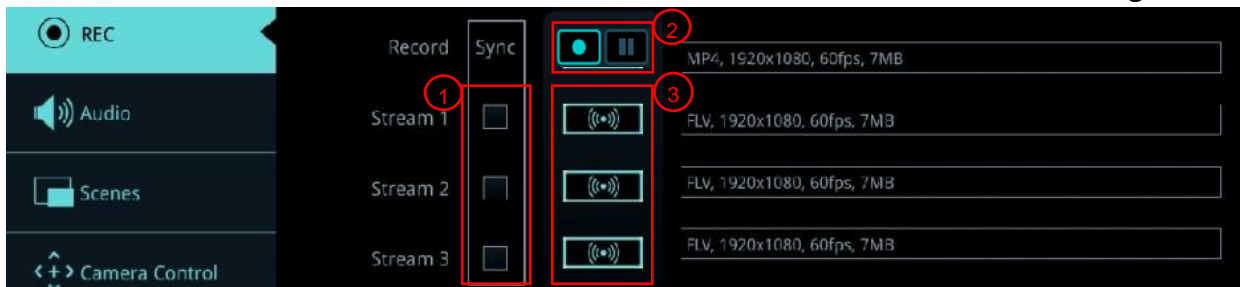 REC
Record
Sync
2
MP4, 1920x1080, 60fps, 7MB
1
3
Audio
Stream 1
FLV, 1920x1080, 60fps, 7MB
Scenes
Stream 2
FLV, 1920x1080, 60fps, 7MB
Camera Control
Stream 3
FLV, 1920x1080, 60fps, 7MB